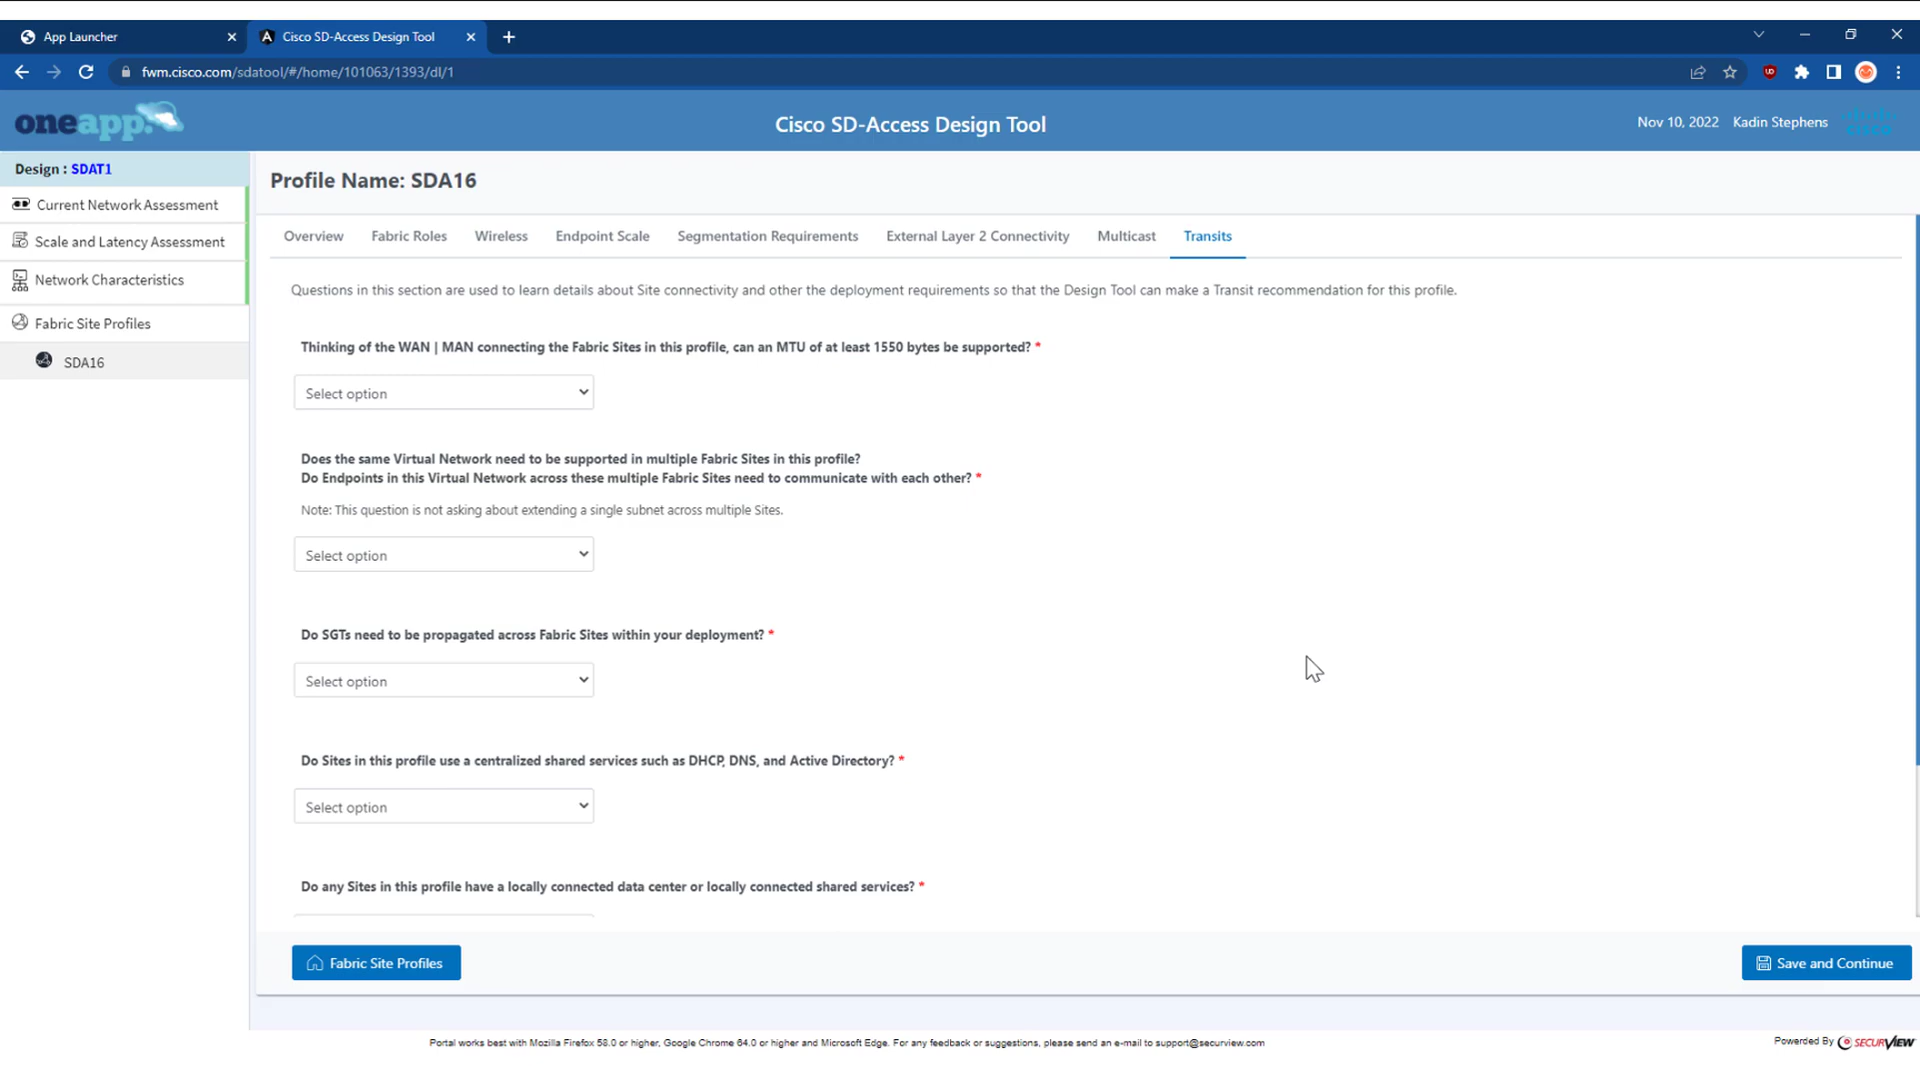 App Launcher
Cisco SD-Access Design Tool
fwm.cisco.com/sdatool/#/home/101063/1393/dl/1
oneapp.
Cisco SD-Access Design Tool
Nov 10, 2022 Kadin Stephens
cisco
Design : SDAT1
Current Network Assessment
Scale and Latency Assessment
Network Characteristics
Fabric Site Profiles
SDA16
Profile Name: SDA16
Overview Fabric Roles Wireless Endpoint Scale Segmentation Requirements External Layer 2 Connectivity Multicast Transits
Questions in this section are used to learn details about Site connectivity and other the deployment requirements so that the Design Tool can make a Transit recommendation for this profile.
Thinking of the WAN | MAN connecting the Fabric Sites in this profile, can an MTU of at least 1550 bytes be supported? *
Select option
Does the same Virtual Network need to be supported in multiple Fabric Sites in this profile?
Do Endpoints in this Virtual Network across these multiple Fabric Sites need to communicate with each other? *
Note: This question is not asking about extending a single subnet across multiple Sites.
Select option
Do SGTs need to be propagated across Fabric Sites within your deployment? *
Select option
Do Sites in this profile use a centralized shared services such as DHCP, DNS, and Active Directory? *
Select option
Do any Sites in this profile have a locally connected data center or locally connected shared services? *
Fabric Site Profiles
Save and Continue
Portal works best with Mozilla Firefox 58.0 or higher, Google Chrome 64.0 or higher and Microsoft Edge. For any feedback or suggestions, please send an e-mail to support@securview.com
Powered By SECURVIEW